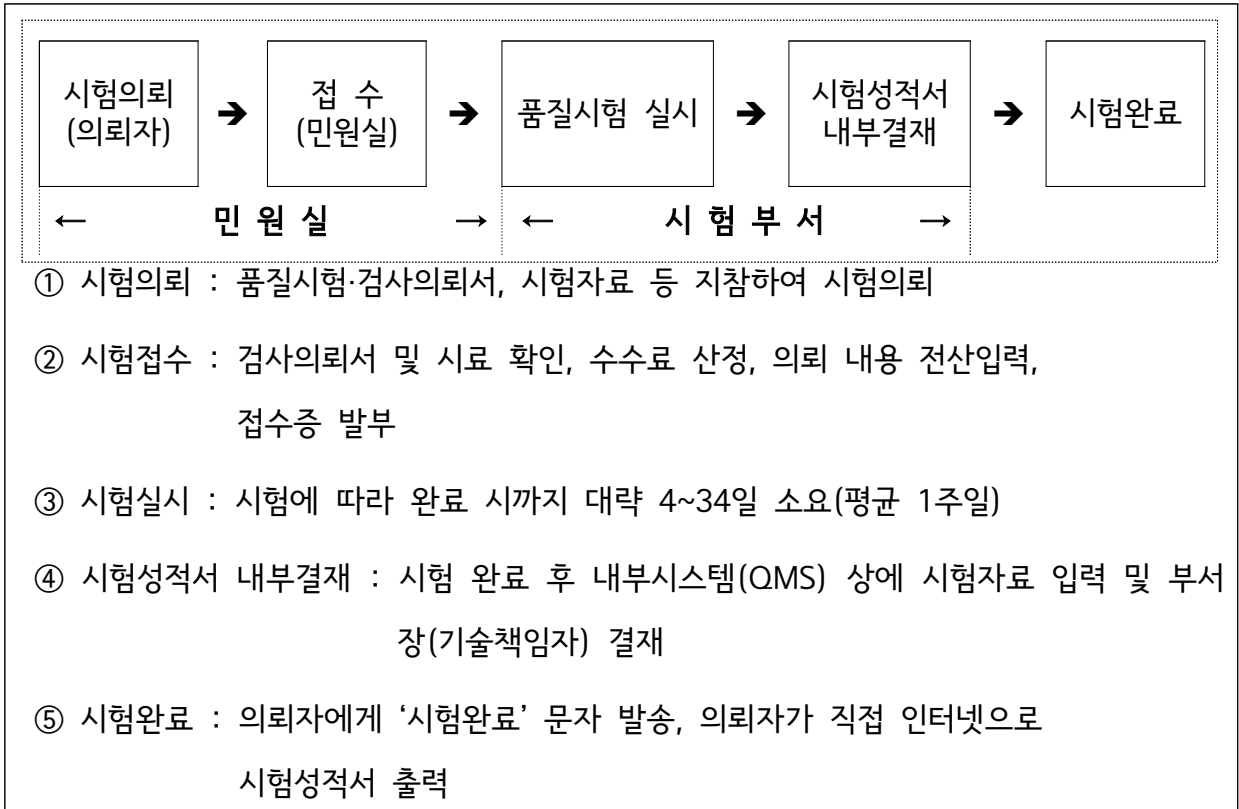 시험의뢰
(의뢰자)
➔
접 수
(민원실)
➔
품질시험 실시
➔
시험성적서
내부결재
➔
시험완료
← 민 원 실 → ← 시 험 부 서 →
① 시험의뢰 : 품질시험·검사의뢰서, 시험자료 등 지참하여 시험의뢰
② 시험접수 : 검사의뢰서 및 시료 확인, 수수료 산정, 의뢰 내용 전산입력,
접수증 발부
③ 시험실시 : 시험에 따라 완료 시까지 대략 4~34일 소요(평균 1주일)
④ 시험성적서 내부결재 : 시험 완료 후 내부시스템(QMS) 상에 시험자료 입력 및 부서
장(기술책임자) 결재
⑤ 시험완료 : 의뢰자에게 ‘시험완료’ 문자 발송, 의뢰자가 직접 인터넷으로
시험성적서 출력